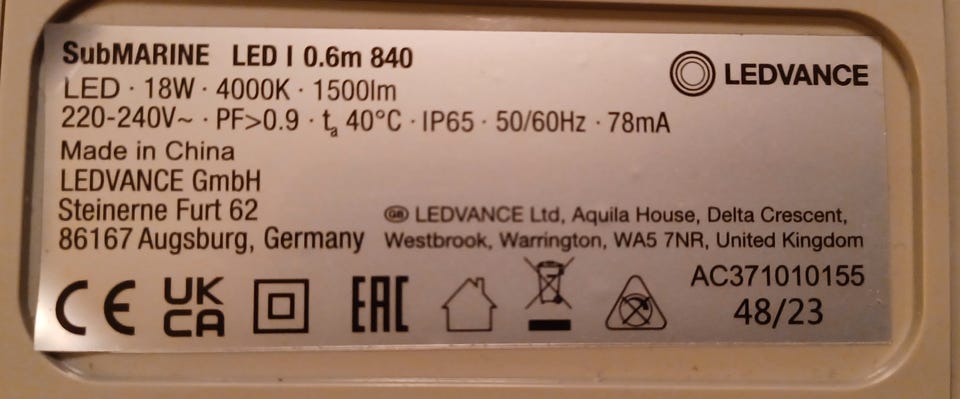 SubMARINE LED I 0.6m 840
LEDVANCE
LED · 18W · 4000K · 1500lm
220-240V~ · PF>0.9 · ta 40°C · IP65 · 50/60Hz · 78mA
Made in China
LEDVANCE GmbH
Steinerne Furt 62
86167 Augsburg, Germany
GB LEDVANCE Ltd, Aquila House, Delta Crescent,
Westbrook, Warrington, WA5 7NR, United Kingdom
CE UK CA EAC
AC371010155
48/23